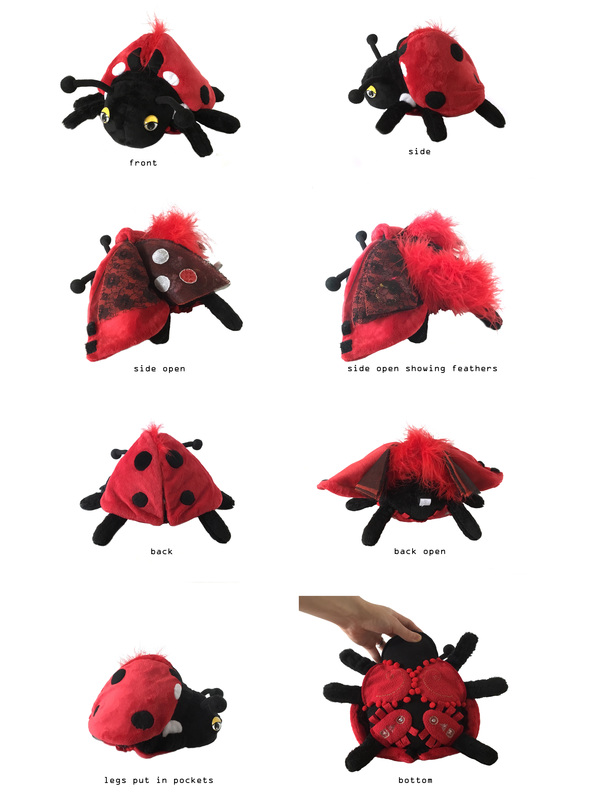 front
side
side open
side open showing feathers
back
back open
legs put in pockets
bottom